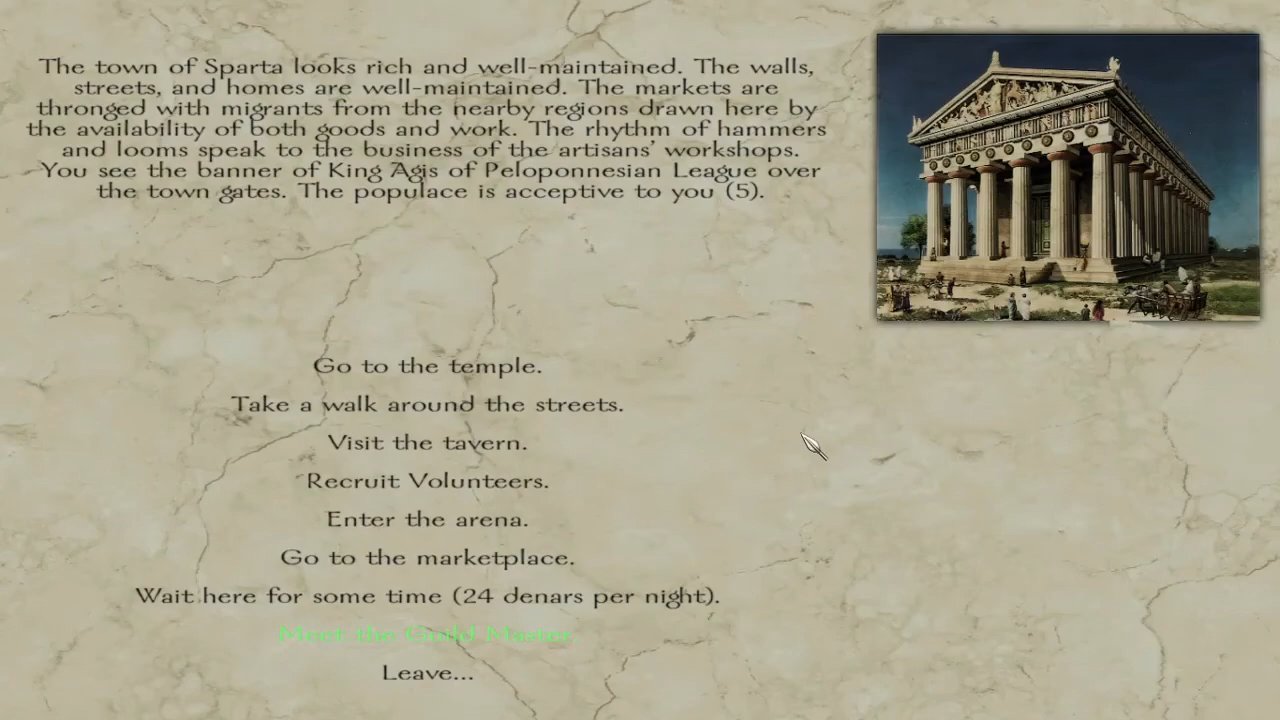 The town of Sparta looks rich and well-maintained. The walls,
streets, and homes are well-maintained. The markets are
thronged with migrants from the nearby regions drawn here by
the availability of both goods and work. The rhythm of hammers
and looms speak to the business of the artisans' workshops.
You see the banner of King Agis of Peloponnesian League over
the town gates. The populace is acceptive to you (5).
Go to the temple.
Take a walk around the streets.
Visit the tavern.
Recruit Volunteers.
Enter the arena.
Go to the marketplace.
Wait here for some time (24 denars per night).
Meet the Guild Master.
Leave...